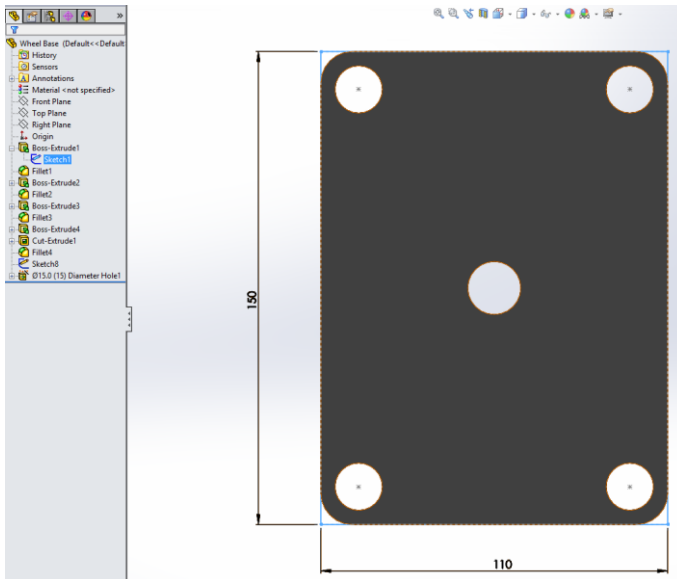 »
Wheel Base (Default<<Default
History
Sensors
A Annotations
Material <not specified>
Front Plane
Top Plane
Right Plane
Origin
Boss-Extrude1
Sketch1
Fillet1
Boss-Extrude2
Fillet2
Boss-Extrude3
Fillet3
Boss-Extrude4
Cut-Extrude1
Fillet4
Sketch8
Ø15.0 (15) Diameter Hole1
150
110